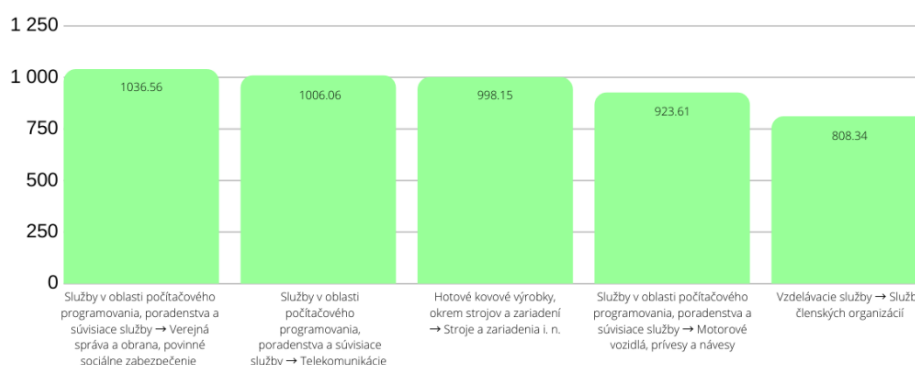 1 250
1 000
750
500
250
0
1036.56
1006.06
998.15
923.61
808.34
Služby v oblasti počítačového
programovania, poradenstva a
súvisiace služby → Verejná
správa a obrana, povinné
sociálne zabezpečenie
Služby v oblasti
počítačového
programovania,
poradenstva a súvisiace
služby → Telekomunikácie
Hotové kovové výrobky,
okrem strojov a zariadení
→ Stroje a zariadenia i. n.
Služby v oblasti počítačového
programovania, poradenstva a
súvisiace služby → Motorové
vozidlá, prívesy a návesy
Vzdelávacie služby →
členských organizácií